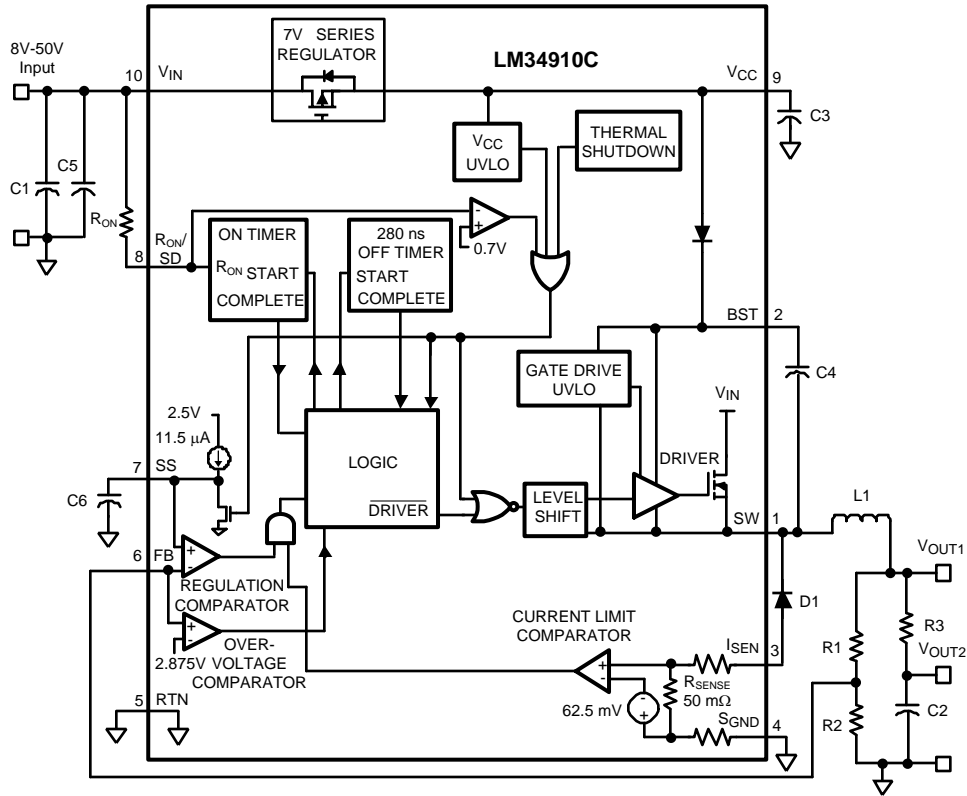 7V SERIES
REGULATOR
LM34910C
8V-50V
Input
10
VIN
VCC
9
C3
VCC
UVLO
THERMAL
SHUTDOWN
C1
C5
RON
-
+
0.7V
8
RON/
SD
ON TIMER
RON START
COMPLETE
280 ns
OFF TIMER
START
COMPLETE
BST
2
C4
GATE DRIVE
UVLO
VIN
2.5V
11.5 µA
7
SS
C6
LOGIC
DRIVER
LEVEL
SHIFT
DRIVER
SW
1
L1
VOUT1
6
FB
+
-
REGULATION
COMPARATOR
+
-
2.875V
OVER-
VOLTAGE
COMPARATOR
CURRENT LIMIT
COMPARATOR
+
-
62.5 mV
-
+
RSENSE
50 mΩ
ISEN
3
D1
SGND
4
R1
R2
R3
VOUT2
C2
5
RTN